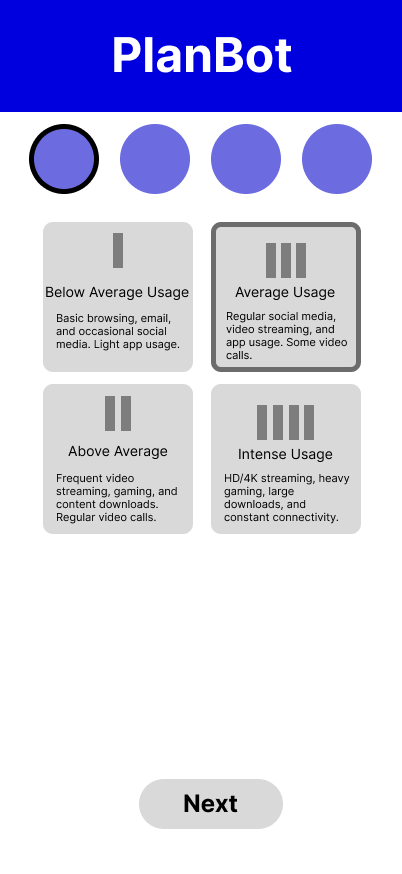 PlanBot
Below Average Usage
Basic browsing, email,
and occasional social
media. Light app usage.
Average Usage
Regular social media,
video streaming, and
app usage. Some video
calls.
Above Average
Frequent video
streaming, gaming, and
content downloads.
Regular video calls.
Intense Usage
HD/4K streaming, heavy
gaming, large
downloads, and
constant connectivity.
Next